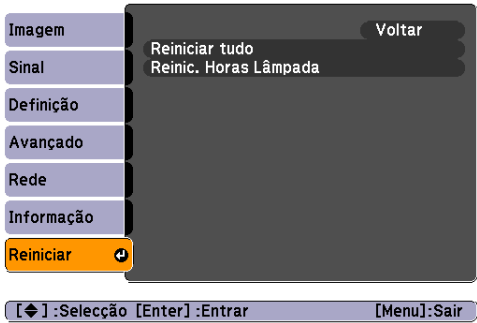 Imagem
Sinal
Definição
Avançado
Rede
Informação
Reiniciar
Voltar
Reiniciar tudo
Reinic. Horas Lâmpada
[◆] :Selecção [Enter] :Entrar [Menu]:Sair